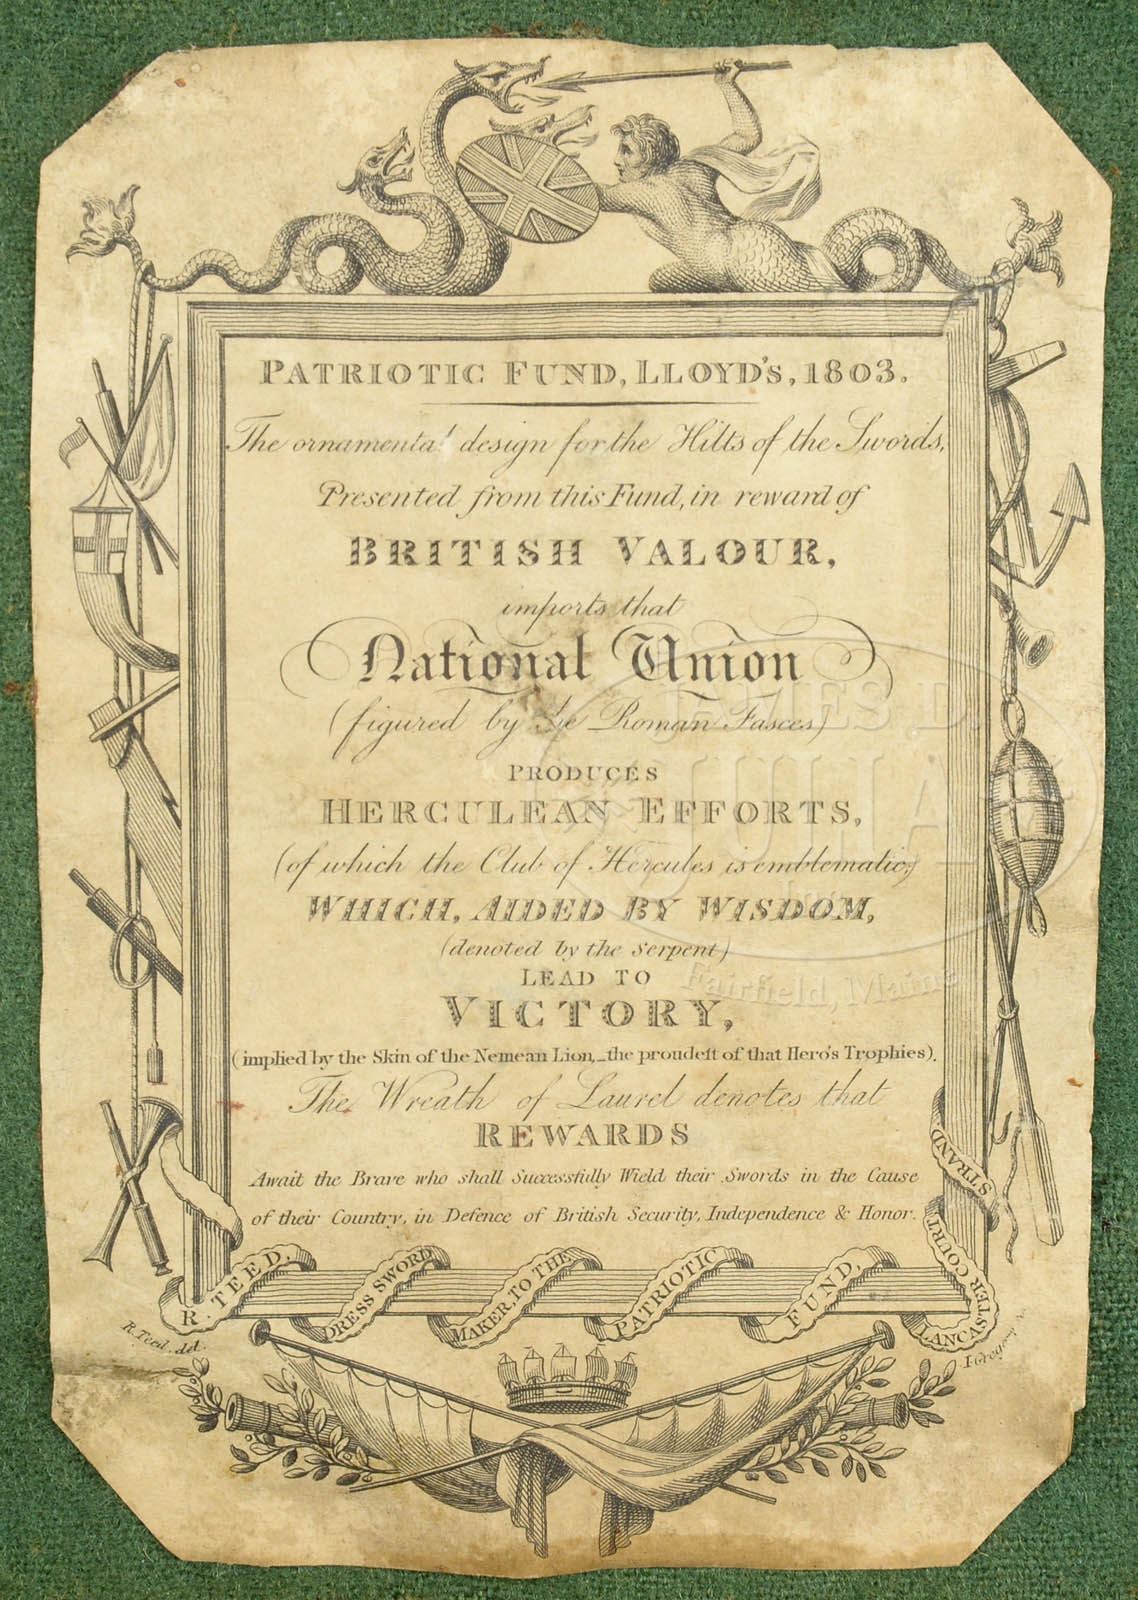 PATRIOTIC FUND, LLOYD'S, 1803.
The ornamental design for the Hilts of the Swords,
Presented from this Fund, in reward of
BRITISH VALOUR,
imports that
National Union
(figured by the Roman Fasces)
PRODUCES
HERCULEAN EFFORTS,
(of which the Club of Hercules is emblematic,)
WHICH, AIDED BY WISDOM,
(denoted by the Serpent)
LEAD TO
VICTORY,
(implied by the Skin of the Nemean Lion,_the proudeſt of that Hero's Trophies).
The Wreath of Laurel denotes that
REWARDS
Await the Brave who shall Successfully Wield their Swords in the Cause
of their Country, in Defence of British Security, Independence & Honor.
R. TEED. DRESS SWORD MAKER, TO THE PATRIOTIC FUND, LANCASTER COURT, STRAND.
R. Teed. del.
I Gregory
JAMES D.
JULIA
Inc.
Fairfield, Maine